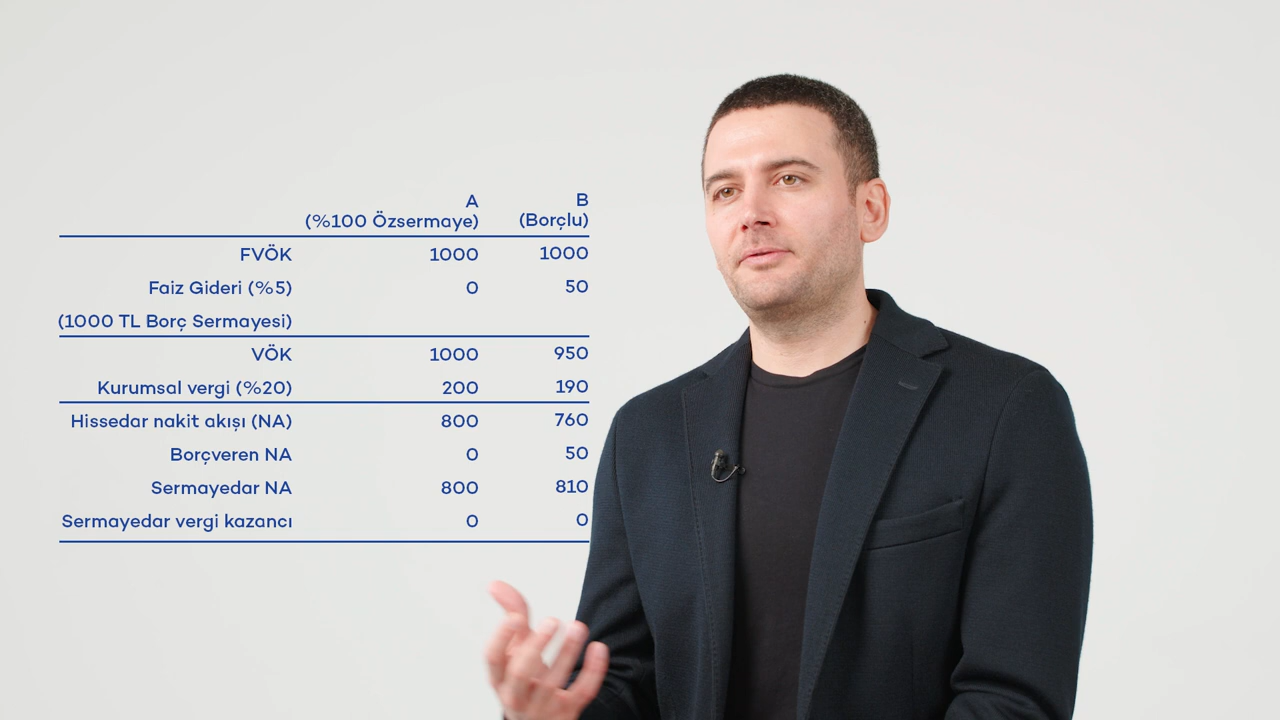 A B
(%100 Özsermaye) (Borçlu)
FVÖK 1000 1000
Faiz Gideri (%5) 0 50
(1000 TL Borç Sermayesi)
VÖK 1000 950
Kurumsal vergi (%20) 200 190
Hissedar nakit akışı (NA) 800 760
Borçveren NA 0 50
Sermayedar NA 800 810
Sermayedar vergi kazancı 0 0